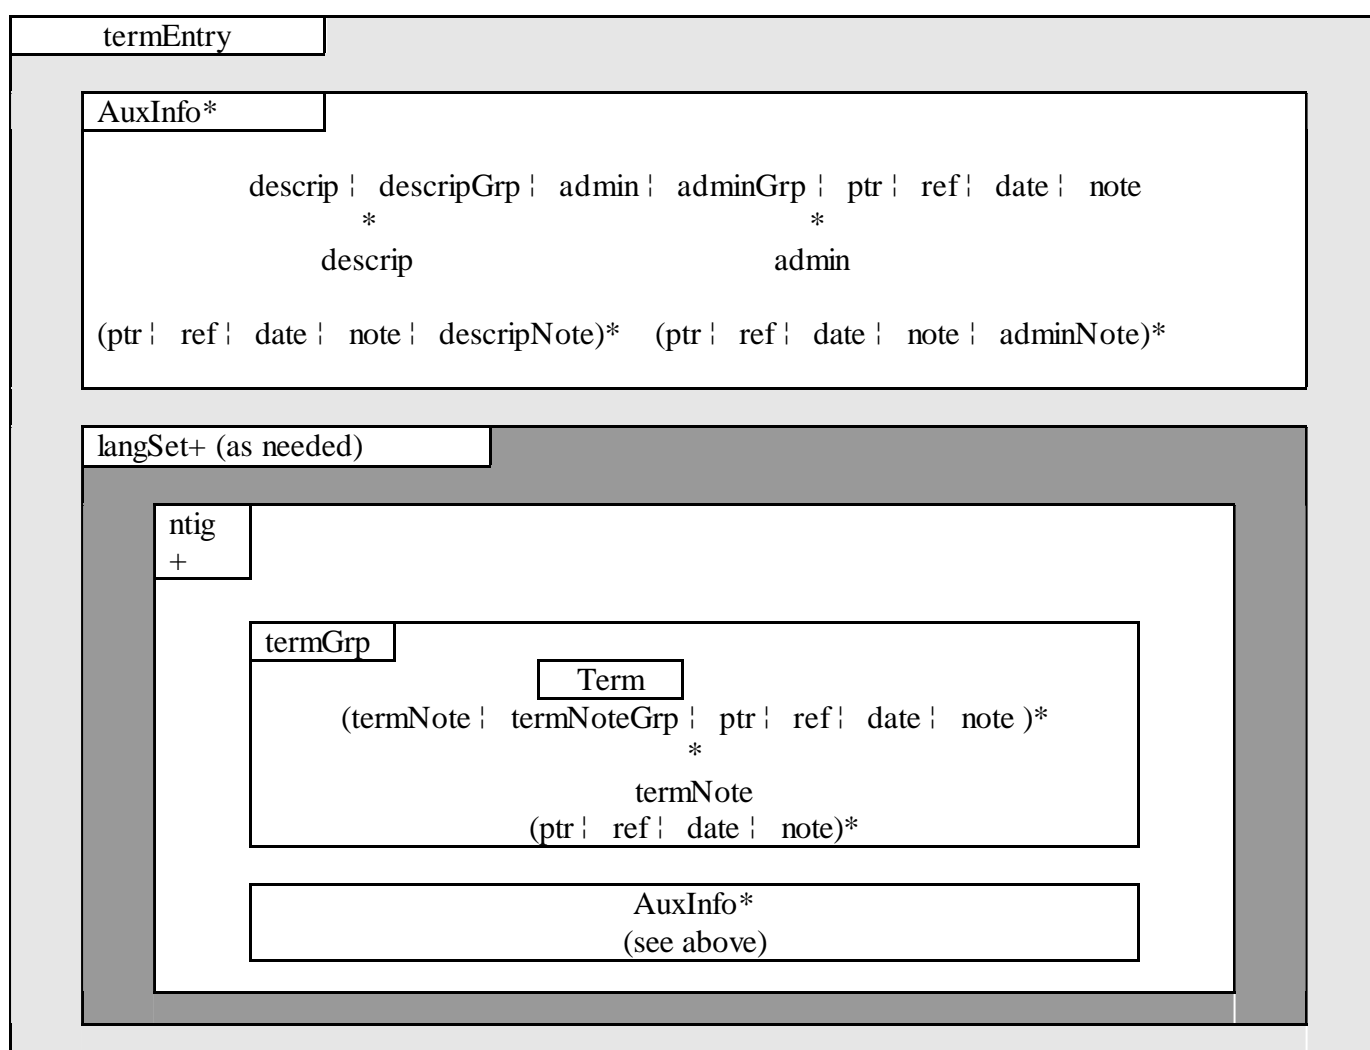 termEntry
AuxInfo*
descrip ¦ descripGrp ¦ admin ¦ adminGrp ¦ ptr ¦ ref ¦ date ¦ note
* *
descrip admin
(ptr ¦ ref ¦ date ¦ note ¦ descripNote)* (ptr ¦ ref ¦ date ¦ note ¦ adminNote)*
langSet+ (as needed)
ntig
+
termGrp
Term
(termNote ¦ termNoteGrp ¦ ptr ¦ ref ¦ date ¦ note )*
*
termNote
(ptr ¦ ref ¦ date ¦ note)*
AuxInfo*
(see above)